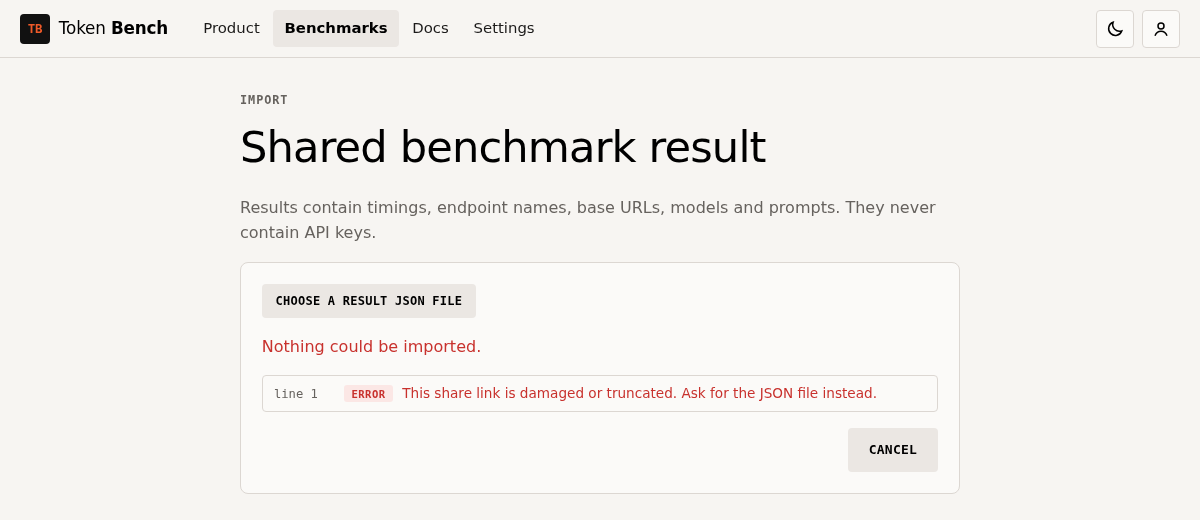 TB Token Bench Product Benchmarks Docs Settings
IMPORT
Shared benchmark result
Results contain timings, endpoint names, base URLs, models and prompts. They never
contain API keys.
CHOOSE A RESULT JSON FILE
Nothing could be imported.
line 1 ERROR This share link is damaged or truncated. Ask for the JSON file instead.
CANCEL